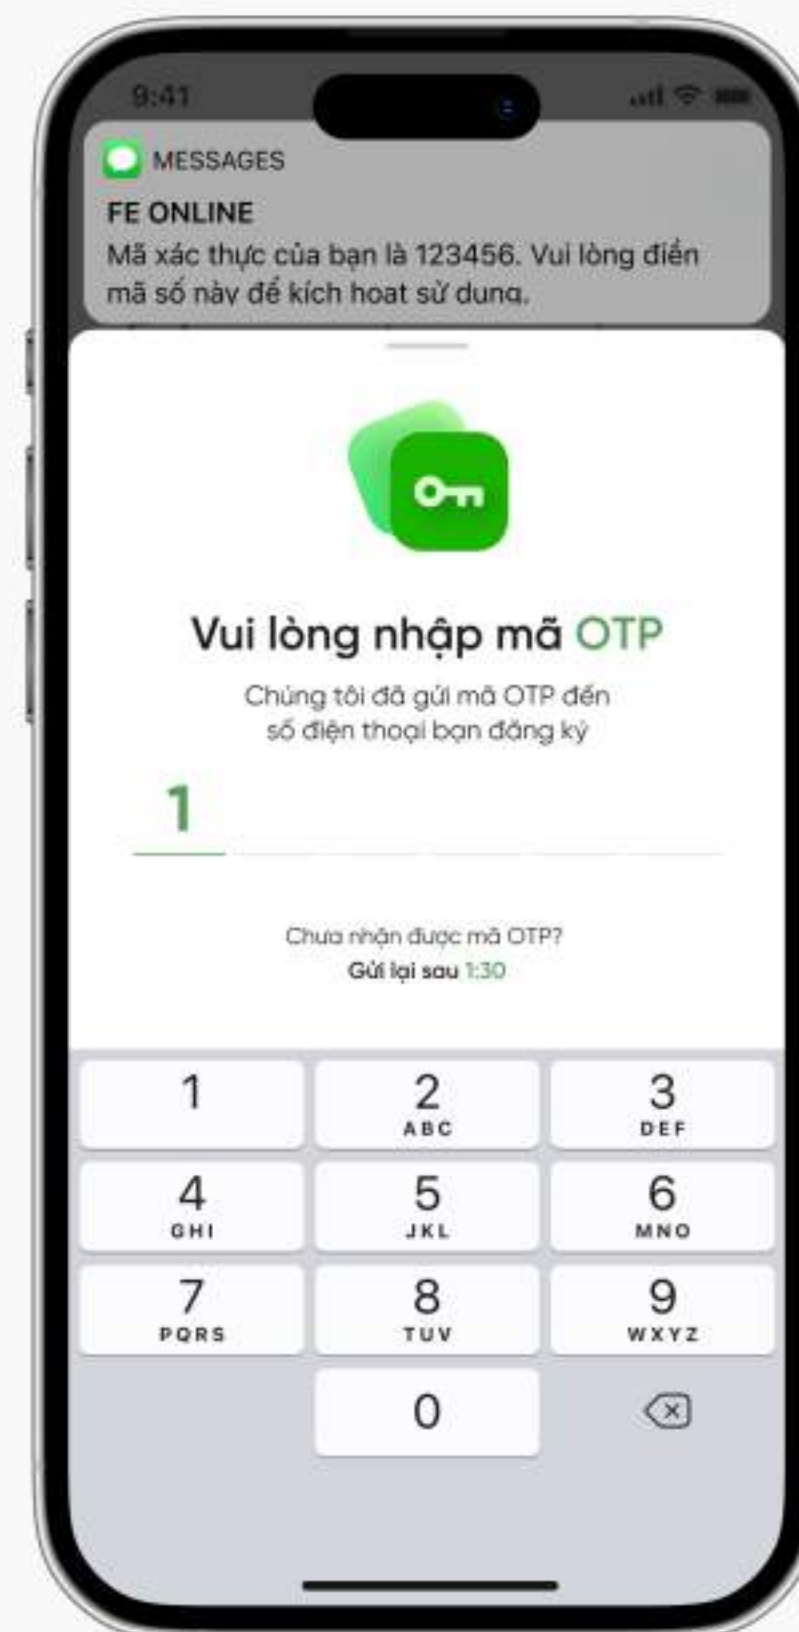 9:41
MESSAGES
FE ONLINE
Mã xác thực của bạn là 123456. Vui lòng điền
mã số này để kích hoạt sử dụng.
Vui lòng nhập mã OTP
Chúng tôi đã gửi mã OTP đến
số điện thoại bạn đăng ký
1
Chưa nhận được mã OTP?
Gửi lại sau 1:30
1 2 3
ABC DEF
4 5 6
GHI JKL MNO
7 8 9
PQRS TUV WXYZ
0